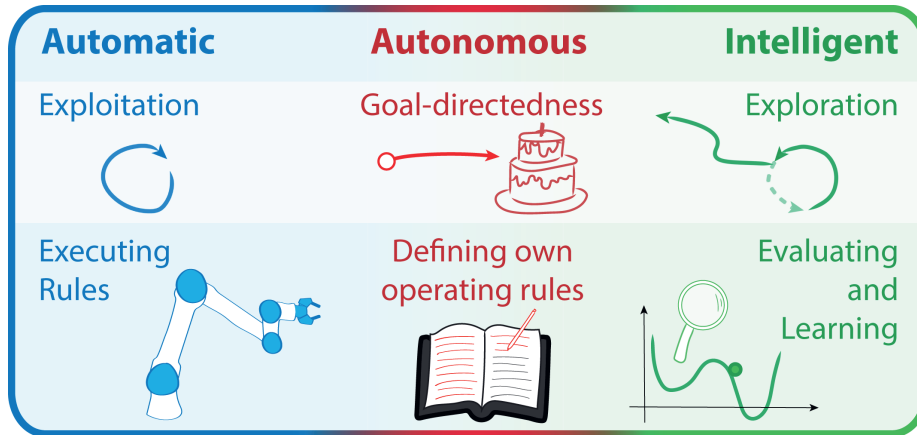 Automatic
Autonomous
Intelligent
Exploitation
Goal-directedness
Exploration
Executing
Rules
Defining own
operating rules
Evaluating
and
Learning